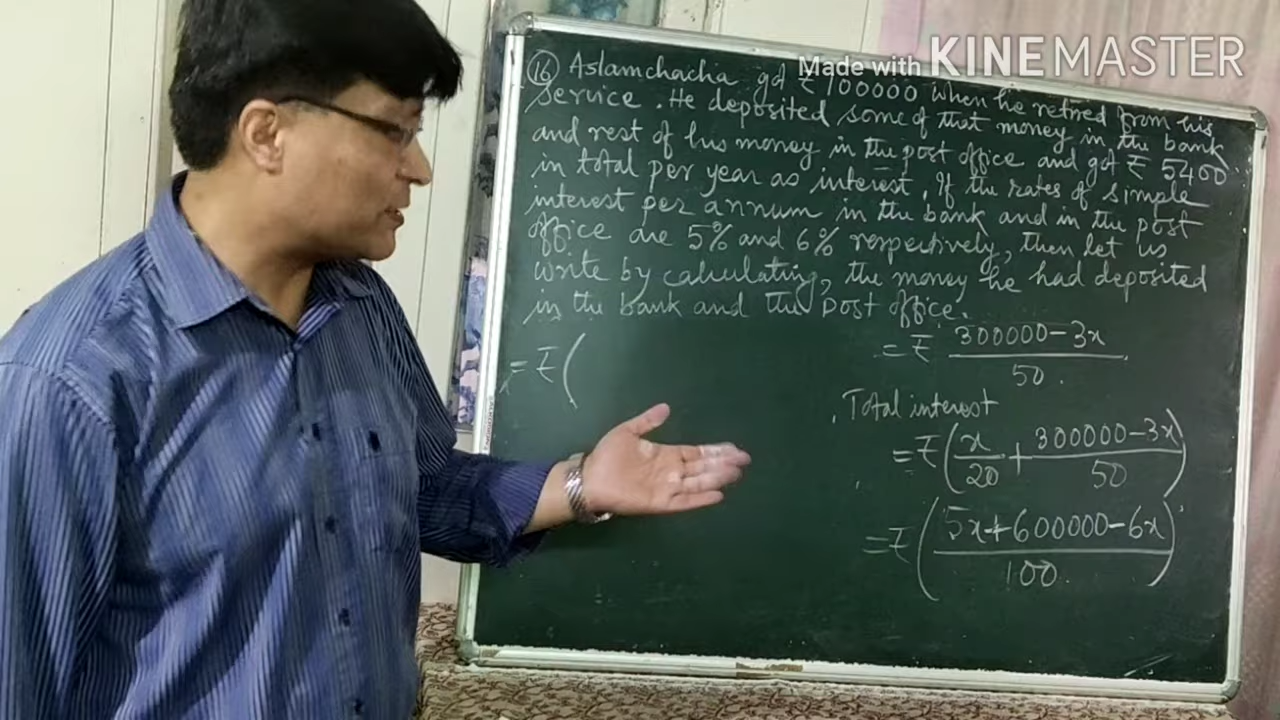 Made with KINEMASTER
(16) Aslamchacha got ₹ 100000 when he retired from his
service. He deposited some of that money in the bank
and rest of his money in the post office and got ₹ 5400
in total per year as interest. If the rates of simple
interest per annum in the bank and in the post
office are 5% and 6% respectively, then let us
write by calculating, the money he had deposited
in the bank and the post office.
= ₹ (
= ₹ (300000-3x)/50
Total interest
= ₹ (x/20 + (300000-3x)/50)
= ₹ ((5x+600000-6x)/100)